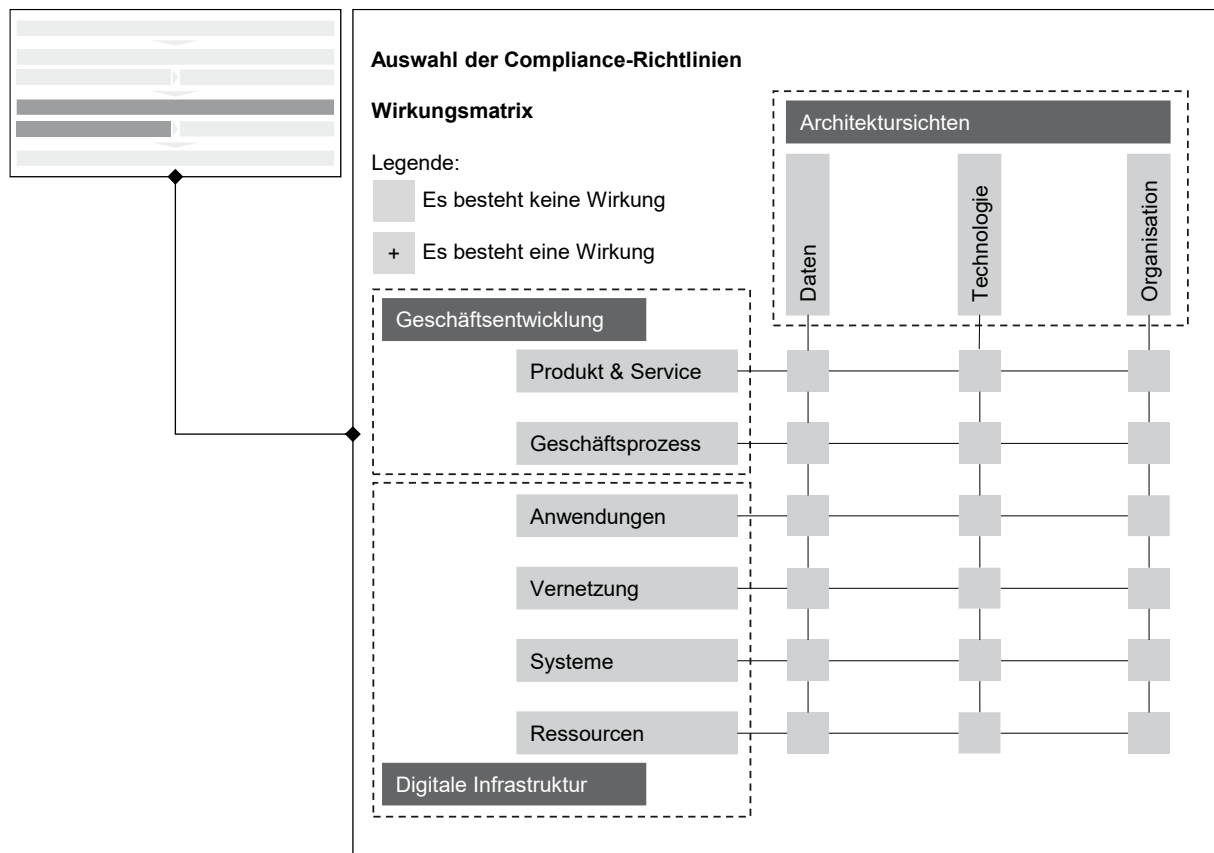 Auswahl der Compliance-Richtlinien
Wirkungsmatrix
Architektursichten
Legende:
Es besteht keine Wirkung
+ Es besteht eine Wirkung
Daten
Technologie
Organisation
Geschäftsentwicklung
Produkt & Service
Geschäftsprozess
Anwendungen
Vernetzung
Systeme
Ressourcen
Digitale Infrastruktur